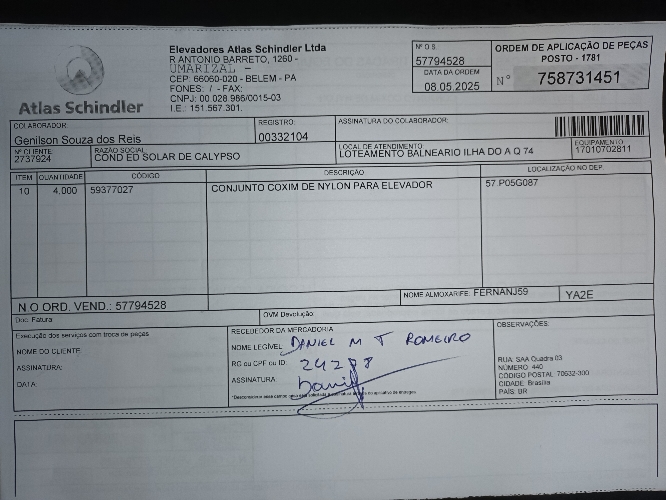 Elevadores Atlas Schindler Ltda
R ANTONIO BARRETO, 1260 -
UMARIZAL -
CEP: 66060-020 - BELEM - PA
FONES: / - FAX:
CNPJ: 00 028 986/0015-03
I.E.: 151.567.301.
Atlas Schindler
Nº O.S.
57794528
DATA DA ORDEM
08.05.2025
ORDEM DE APLICAÇÃO DE PEÇAS
POSTO - 1781
N° 758731451
COLABORADOR:
Genilson Souza dos Reis
REGISTRO:
00332104
ASSINATURA DO COLABORADOR:
Nº CLIENTE
2737924
RAZÃO SOCIAL
COND ED SOLAR DE CALYPSO
LOCAL DE ATENDIMENTO
LOTEAMENTO BALNEARIO ILHA DO A Q 74
EQUIPAMENTO
17010702811
ITEM QUANTIDADE CÓDIGO DESCRIÇÃO LOCALIZAÇÃO NO DEP.
10 4,000 59377027 CONJUNTO COXIM DE NYLON PARA ELEVADOR 57.P05G087
N.O ORD. VEND.: 57794528
NOME ALMOXARIFE: FERNANJ59
YA2E
Doc. Fatura:
OVM Devolução:
Execução dos serviços com troca de peças
NOME DO CLIENTE:
ASSINATURA:
DATA:
RECEBEDOR DA MERCADORIA
NOME LEGÍVEL: DANIEL M T ROMEIRO
RG ou CPF ou ID: 24278
ASSINATURA: Daniel
OBSERVAÇÕES:
RUA: SAA Quadra 03
NÚMERO: 440
CÓDIGO POSTAL: 70632-300
CIDADE: Brasília
PAÍS: BR